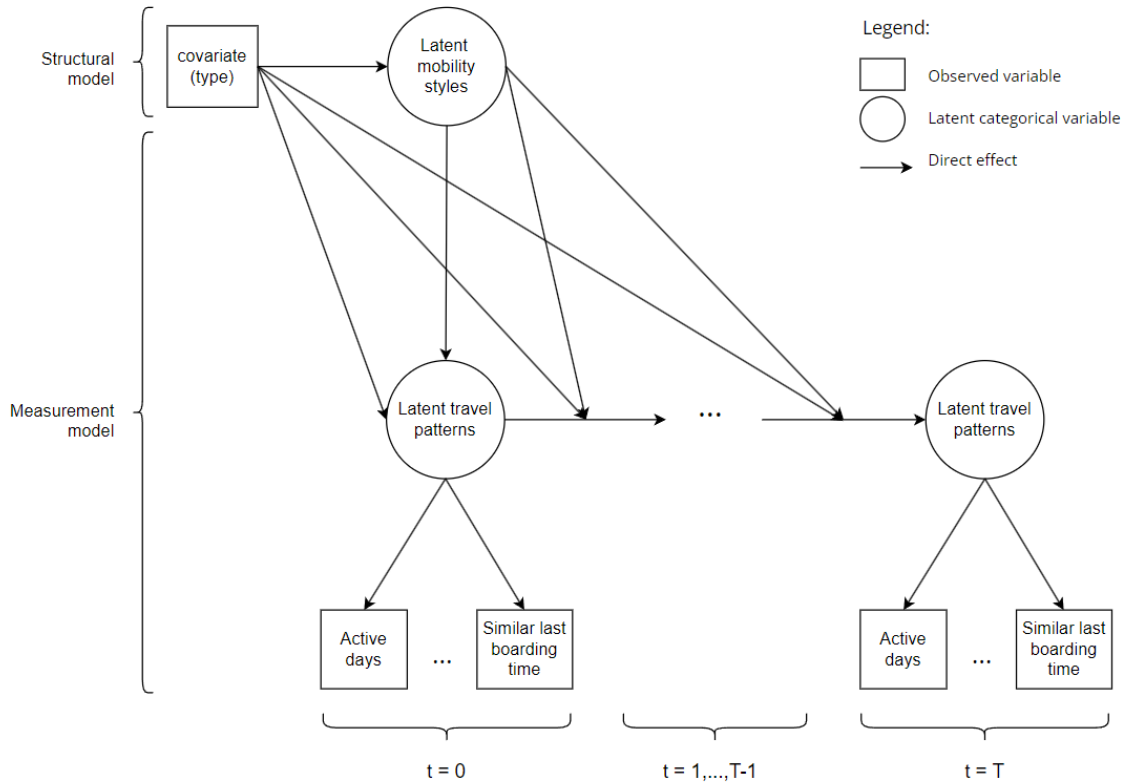 Structural
model
covariate
(type)
Latent
mobility
styles
Legend:
Observed variable
Latent categorical variable
Direct effect
Measurement
model
Latent travel
patterns
...
Latent travel
patterns
Active
days
...
Similar last
boarding
time
Active
days
...
Similar last
boarding
time
t = 0
t = 1,...,T-1
t = T